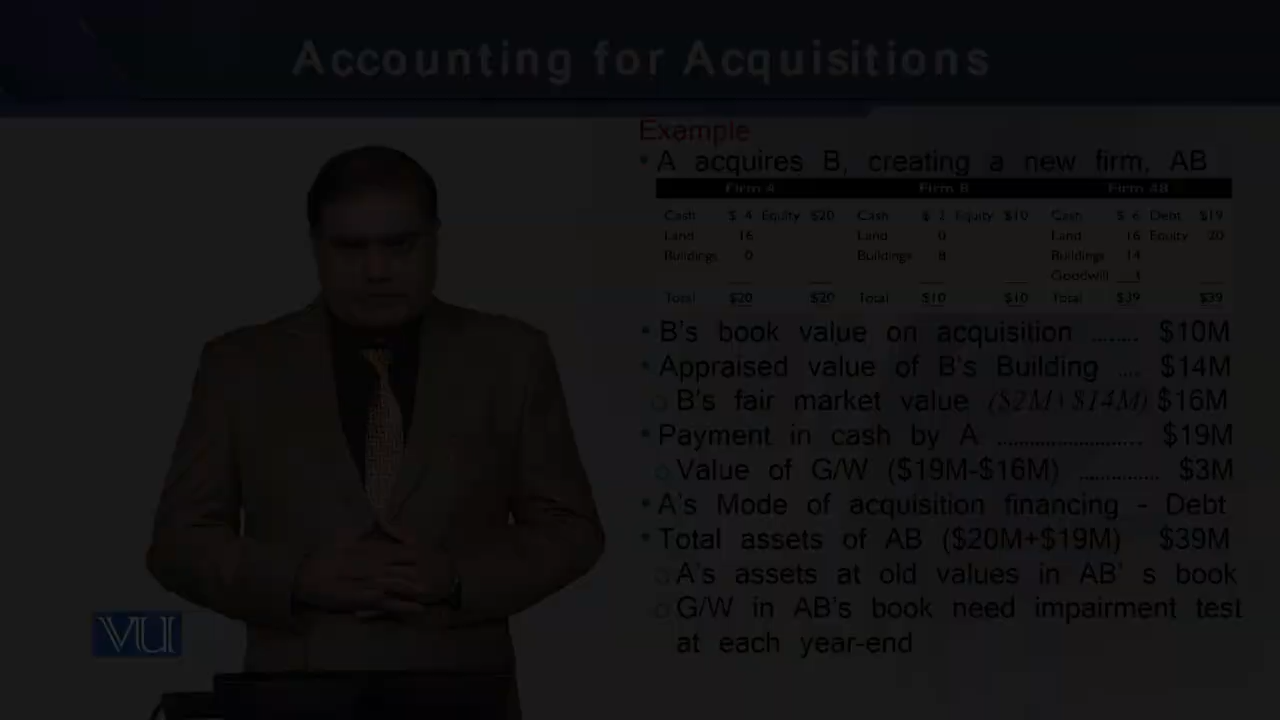 Accounting for Acquisitions
Example
• A acquires B, creating a new firm, AB
Firm A Firm B Firm AB
Cash $ 4 Equity $20 Cash $ 2 Equity $10 Cash $ 6 Debt $19
Land 16 Land 0 Land 16 Equity 20
Buildings 0 Buildings 8 Buildings 14
Goodwill 3
Total $20 $20 Total $10 $10 Total $39 $39
• B's book value on acquisition ........ $10M
• Appraised value of B's Building .... $14M
o B's fair market value ($2M+$14M) $16M
• Payment in cash by A .......................... $19M
o Value of G/W ($19M-$16M) ............... $3M
• A's Mode of acquisition financing - Debt
• Total assets of AB ($20M+$19M) $39M
o A's assets at old values in AB' s book
o G/W in AB's book need impairment test
at each year-end
VU